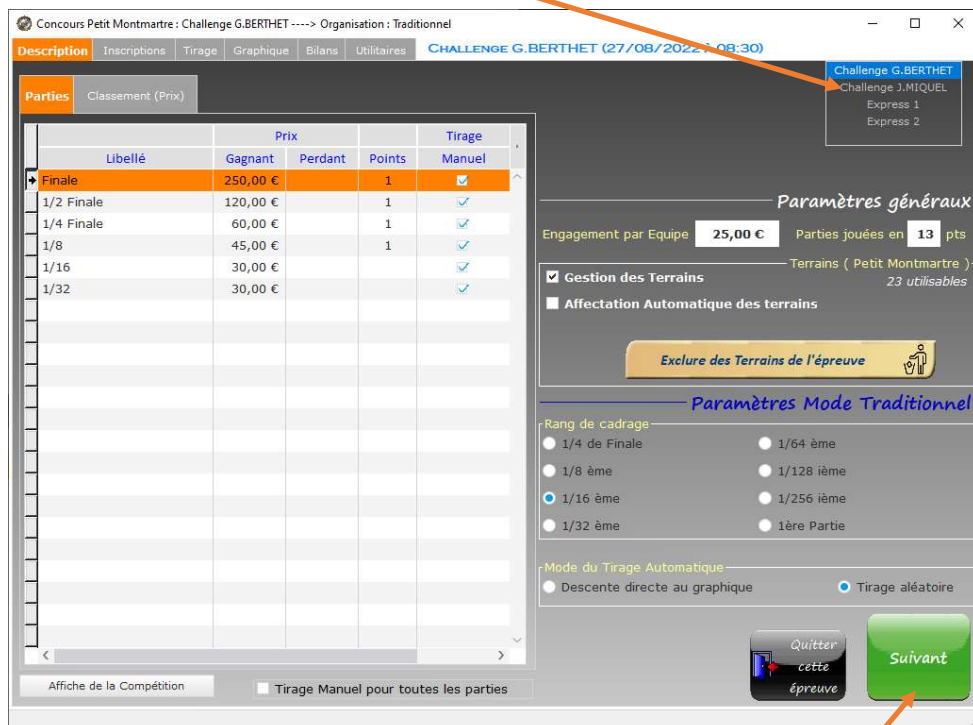 Concours Petit Montmartre : Challenge G.BERTHET ----> Organisation : Traditionnel
Description Inscriptions Tirage Graphique Bilans Utilitaires CHALLENGE G.BERTHET (27/08/2022 À 08:30)
Challenge G.BERTHET
Challenge J.MIQUEL
Express 1
Express 2
Parties Classement (Prix)
Prix Tirage
Libellé Gagnant Perdant Points Manuel
Finale 250,00 € 1
1/2 Finale 120,00 € 1
1/4 Finale 60,00 € 1
1/8 45,00 € 1
1/16 30,00 €
1/32 30,00 €
Paramètres généraux
Engagement par Equipe 25,00 € Parties jouées en 13 pts
Terrains ( Petit Montmartre )
Gestion des Terrains 23 utilisables
Affectation Automatique des terrains
Exclure des Terrains de l'épreuve
Paramètres Mode Traditionnel
Rang de cadrage
1/4 de Finale 1/64 ème
1/8 ème 1/128 ième
1/16 ème 1/256 ième
1/32 ème 1ère Partie
Mode du Tirage Automatique
Descente directe au graphique Tirage aléatoire
Quitter
cette
épreuve
Suivant
Affiche de la Compétition Tirage Manuel pour toutes les parties